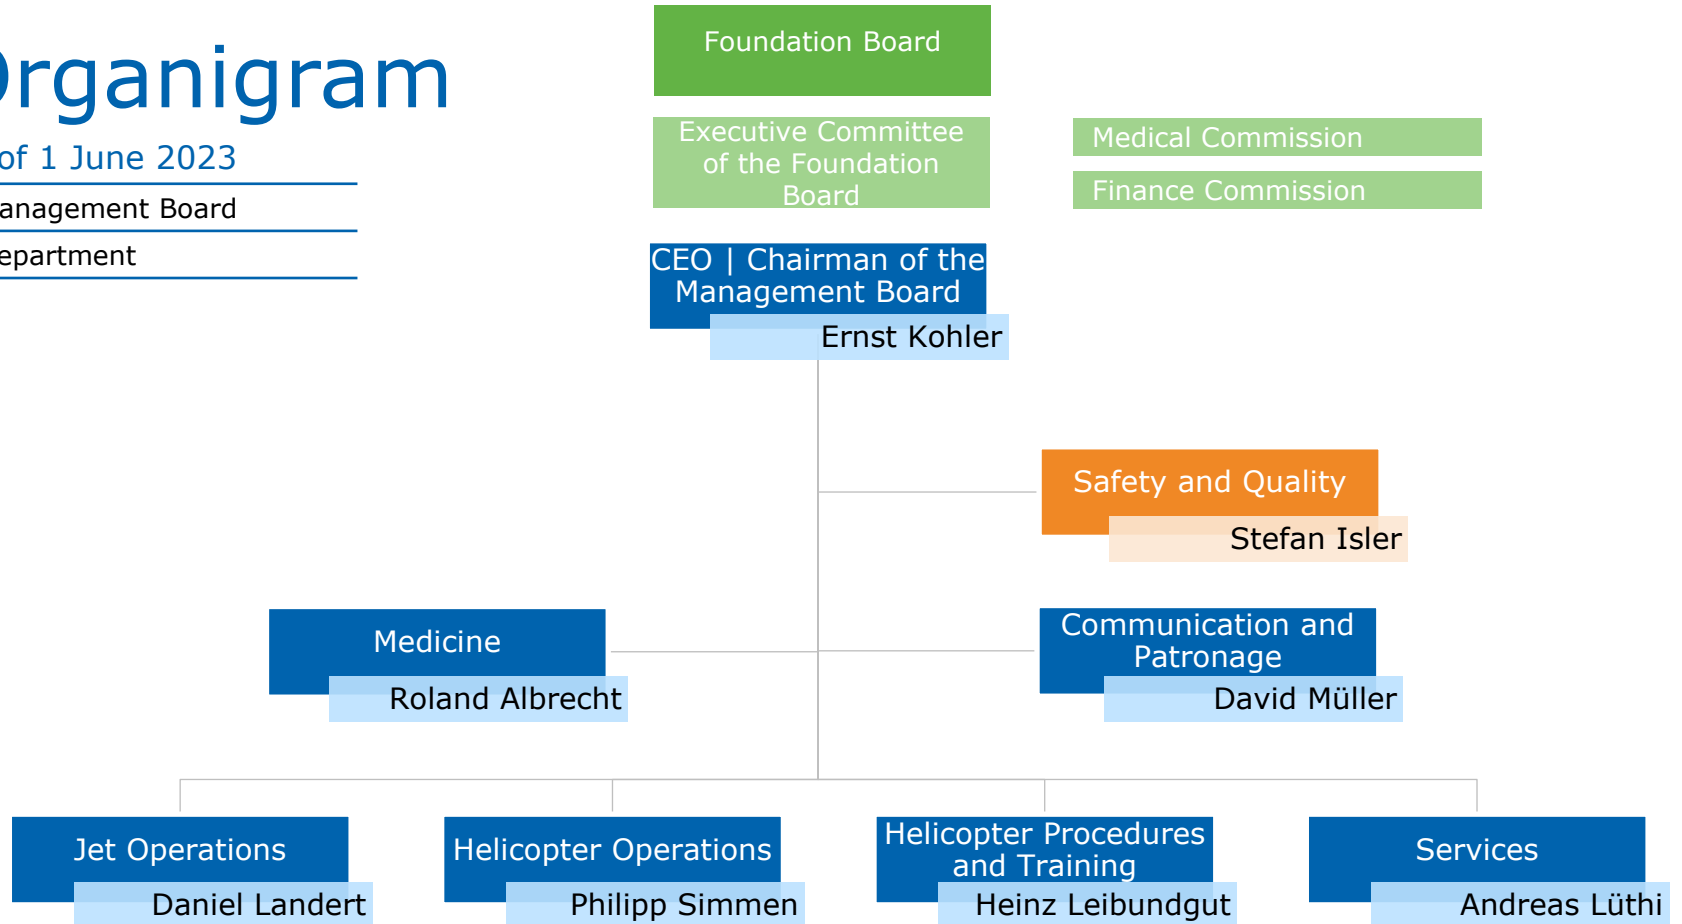 Organigram
of 1 June 2023
anagement Board
epartment
Foundation Board
Executive Committee
of the Foundation
Board
Medical Commission
Finance Commission
CEO | Chairman of the
Management Board
Ernst Kohler
Safety and Quality
Stefan Isler
Medicine
Roland Albrecht
Communication and
Patronage
David Müller
Jet Operations
Daniel Landert
Helicopter Operations
Philipp Simmen
Helicopter Procedures
and Training
Heinz Leibundgut
Services
Andreas Lüthi